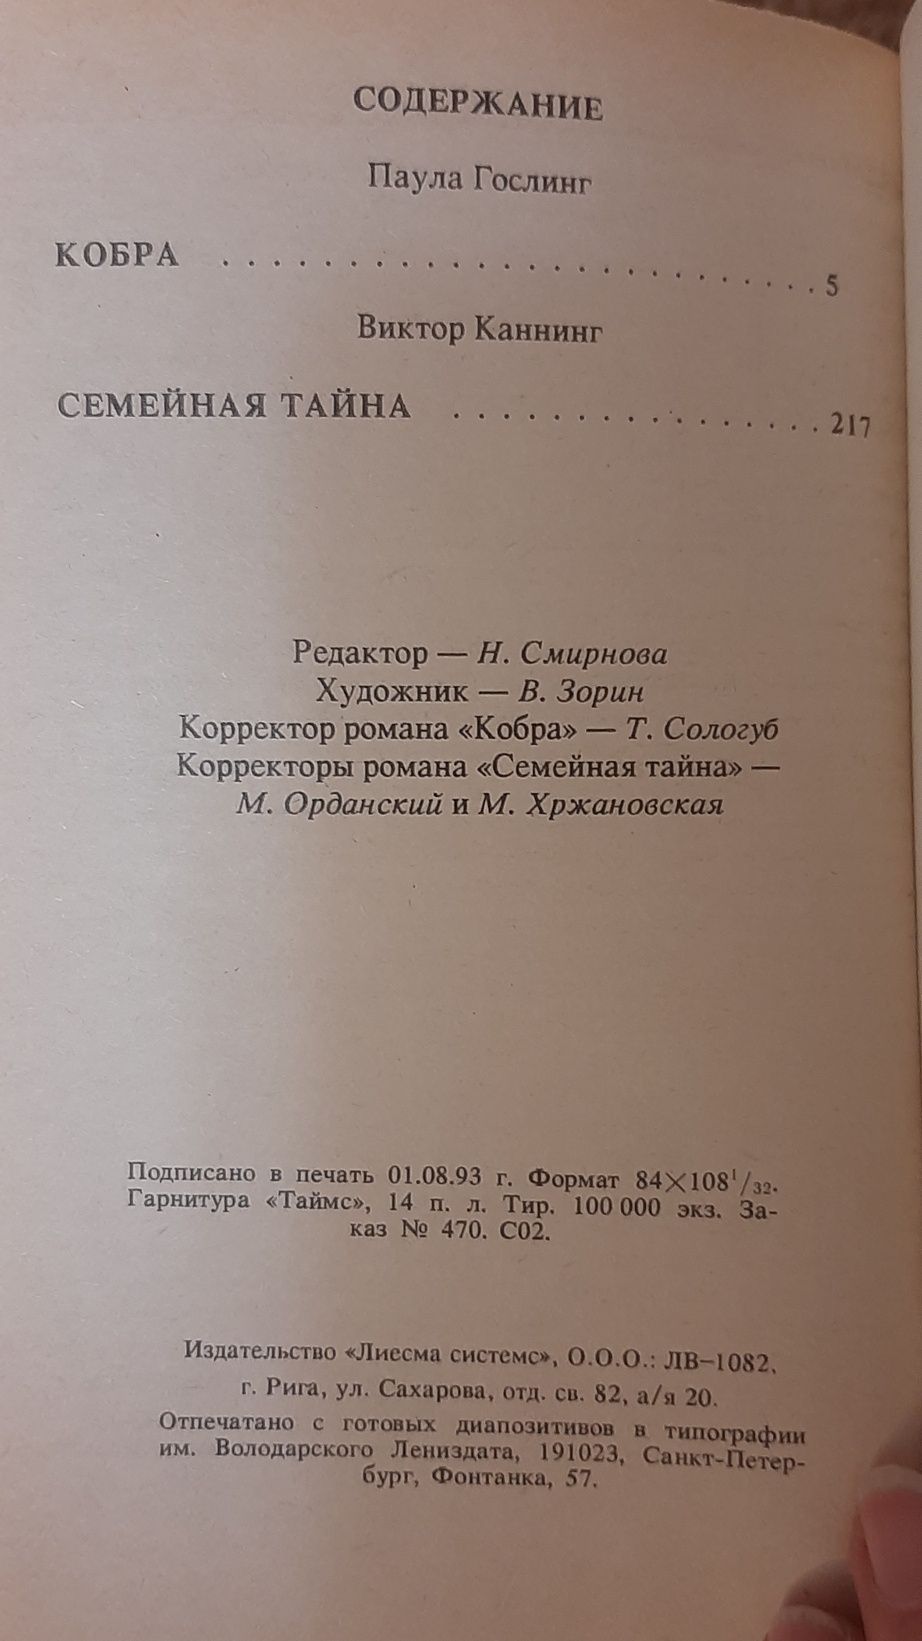 СОДЕРЖАНИЕ
Паула Гослинг
КОБРА . . . . . . . . . . . . . . . . . . . . . . . . 5
Виктор Каннинг
СЕМЕЙНАЯ ТАЙНА . . . . . . . . . . . . . . . 217
Редактор — Н. Смирнова
Художник — В. Зорин
Корректор романа «Кобра» — Т. Сологуб
Корректоры романа «Семейная тайна» —
М. Орданский и М. Хржановская
Подписано в печать 01.08.93 г. Формат 84×108¹/₃₂.
Гарнитура «Таймс», 14 п. л. Тир. 100 000 экз. За-
каз № 470. С02.
Издательство «Лиесма системс», О.О.О.: ЛВ–1082,
г. Рига, ул. Сахарова, отд. св. 82, а/я 20.
Отпечатано с готовых диапозитивов в типографии
им. Володарского Лениздата, 191023, Санкт-Петер-
бург, Фонтанка, 57.